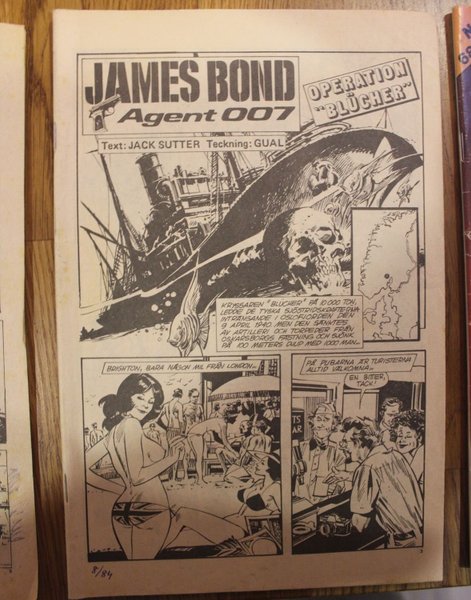 JAMES BOND
Agent 007
OPERATION
"BLÜCHER"
Text: JACK SUTTER Teckning: GUAL
KRYSSAREN "BLÜCHER" PÅ 10 000 TON,
LEDDE DE TYSKA SJÖSTRIDSKRAFTERNA
INTRÄNGANDE I OSLOFJORDEN DEN
9 APRIL 1940. MEN DEN SÄNKTES
AV ARTILLERI OCH TORPEDER FRÅN
OSKARSBORGS FÄSTNING OCH SJÖNK
PÅ 100 METERS DJUP MED 1000 MAN...
BRIGHTON, BARA NÅGON MIL FRÅN LONDON...
PÅ PUBARNA ÄR TURISTERNA
ALLTID VÄLKOMNA...
EN BITTER,
TACK!
8/84